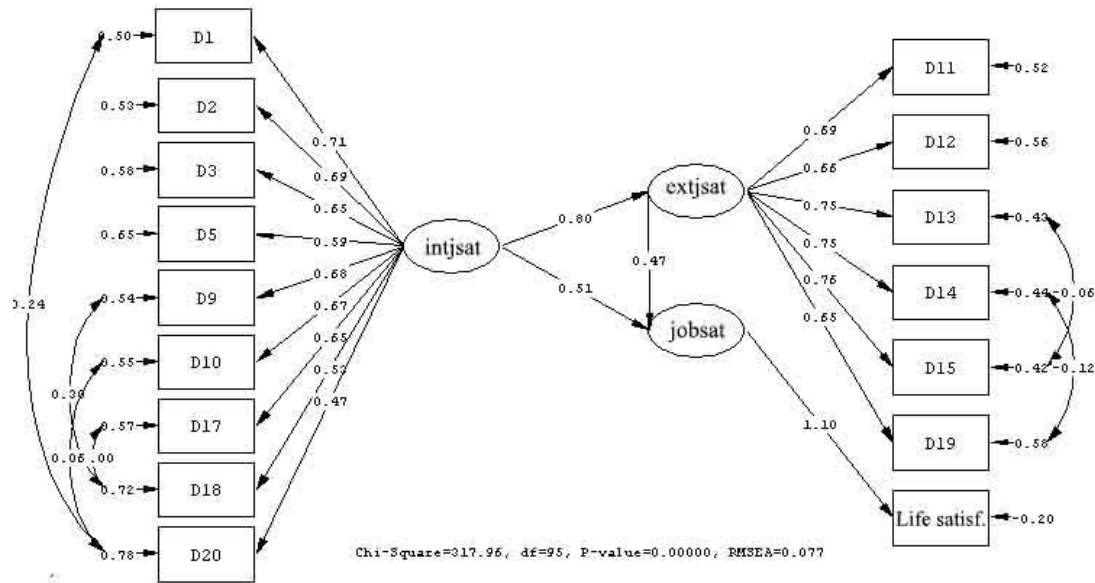 0.50 D1
0.53 D2
0.58 D3
0.65 D5
0.54 D9
0.55 D10
0.57 D17
0.72 D18
0.78 D20
0.24
0.30
0.06
.00
0.71
0.69
0.65
0.59
0.68
0.67
0.65
0.47
intjsat
0.80
0.51
extjsat
0.47
jobsat
0.69
0.66
0.75
0.75
0.76
0.65
1.10
D11 0.52
D12 0.56
D13 0.43
D14 0.44
D15 0.42
D19 0.58
Life satisf. -0.20
-0.06
-0.12
Chi-Square=317.96, df=95, P-value=0.00000, RMSEA=0.077